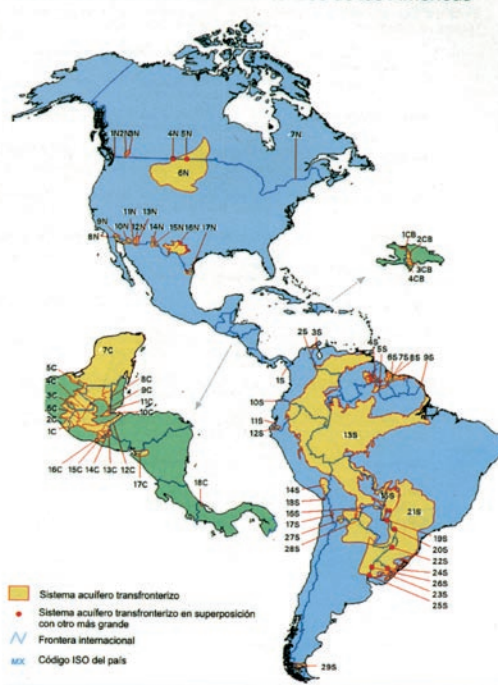 1N
2N
3N
4N
5N
6N
7N
8N
9N
10N
19N
12N
13N
14N
15N
16N
17N
1CB
2CB
3CB
4CB
7C
5C
4C
3C
6C
2C
1C
8C
9C
11C
10C
16C
15C
14C
13C
12C
17C
18C
2S
3S
4S
5S
6S
7S
8S
9S
1S
10S
11S
12S
13S
14S
18S
16S
17S
27S
28S
15S
21S
19S
20S
22S
24S
26S
23S
25S
29S
Sistema acuífero transfronterizo
Sistema acuífero transfronterizo en superposición
con otro más grande
Frontera internacional
MX Código ISO del país